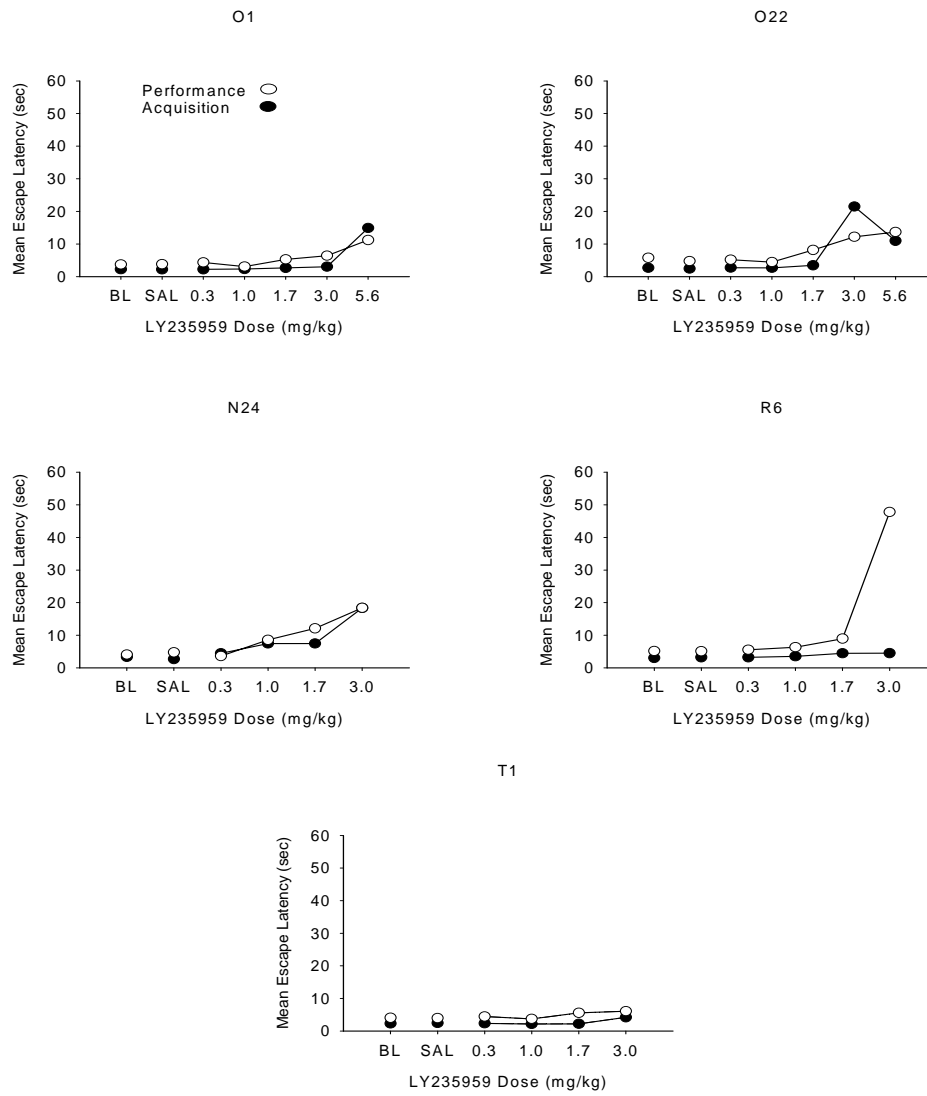 O1
Mean Escape Latency (sec)
60
50
40
30
20
10
0
Performance
Acquisition
BL SAL 0.3 1.0 1.7 3.0 5.6
LY235959 Dose (mg/kg)
O22
Mean Escape Latency (sec)
60
50
40
30
20
10
0
BL SAL 0.3 1.0 1.7 3.0 5.6
LY235959 Dose (mg/kg)
N24
Mean Escape Latency (sec)
60
50
40
30
20
10
0
BL SAL 0.3 1.0 1.7 3.0
LY235959 Dose (mg/kg)
R6
Mean Escape Latency (sec)
60
50
40
30
20
10
0
BL SAL 0.3 1.0 1.7 3.0
LY235959 Dose (mg/kg)
T1
Mean Escape Latency (sec)
60
50
40
30
20
10
0
BL SAL 0.3 1.0 1.7 3.0
LY235959 Dose (mg/kg)